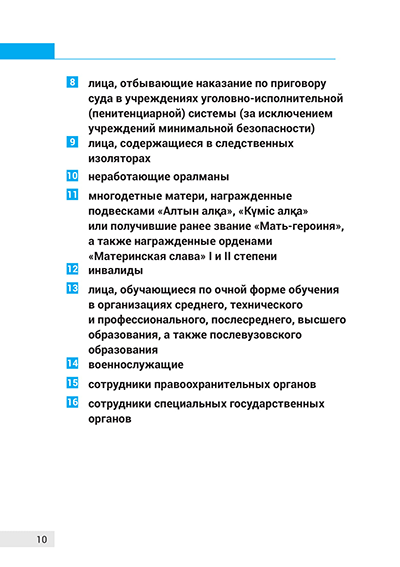 8 лица, отбывающие наказание по приговору
суда в учреждениях уголовно-исполнительной
(пенитенциарной) системы (за исключением
учреждений минимальной безопасности)
9 лица, содержащиеся в следственных
изоляторах
10 неработающие оралманы
11 многодетные матери, награжденные
подвесками «Алтын алқа», «Күміс алқа»
или получившие ранее звание «Мать-героиня»,
а также награжденные орденами
«Материнская слава» I и II степени
12 инвалиды
13 лица, обучающиеся по очной форме обучения
в организациях среднего, технического
и профессионального, послесреднего, высшего
образования, а также послевузовского
образования
14 военнослужащие
15 сотрудники правоохранительных органов
16 сотрудники специальных государственных
органов
10